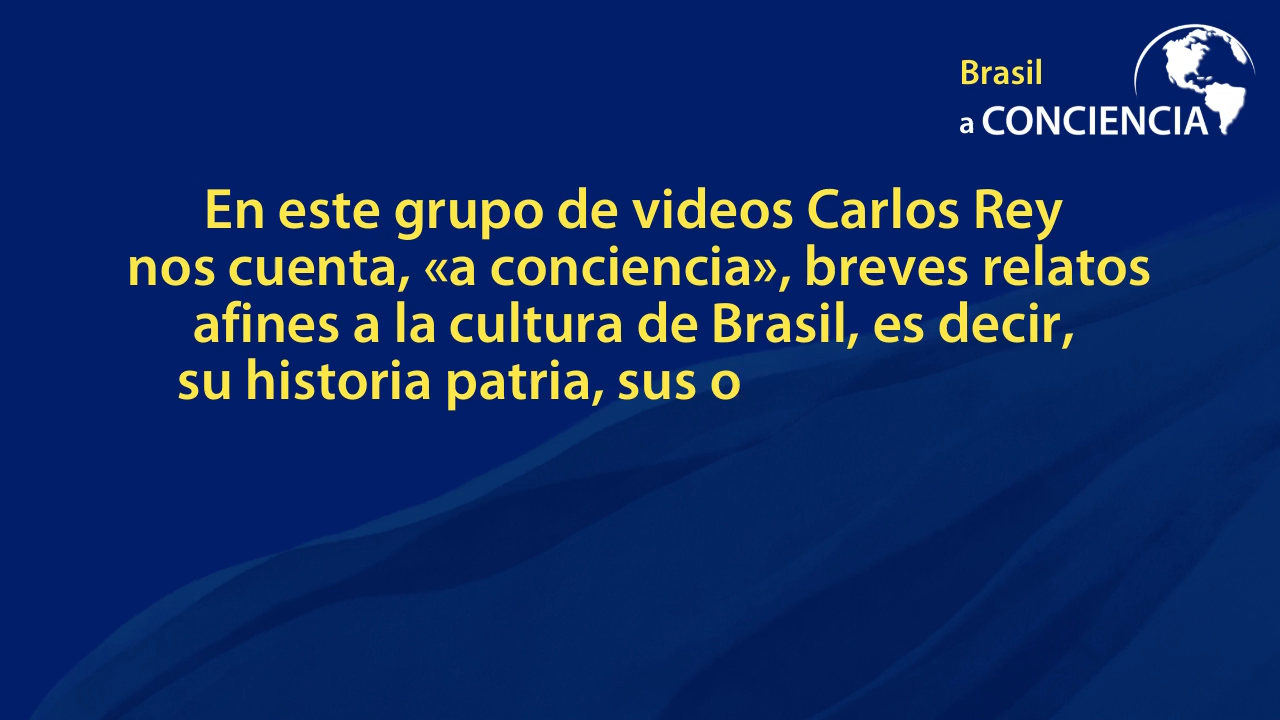 Brasil
a CONCIENCIA
En este grupo de videos Carlos Rey
nos cuenta, «a conciencia», breves relatos
afines a la cultura de Brasil, es decir,
su historia patria, sus o